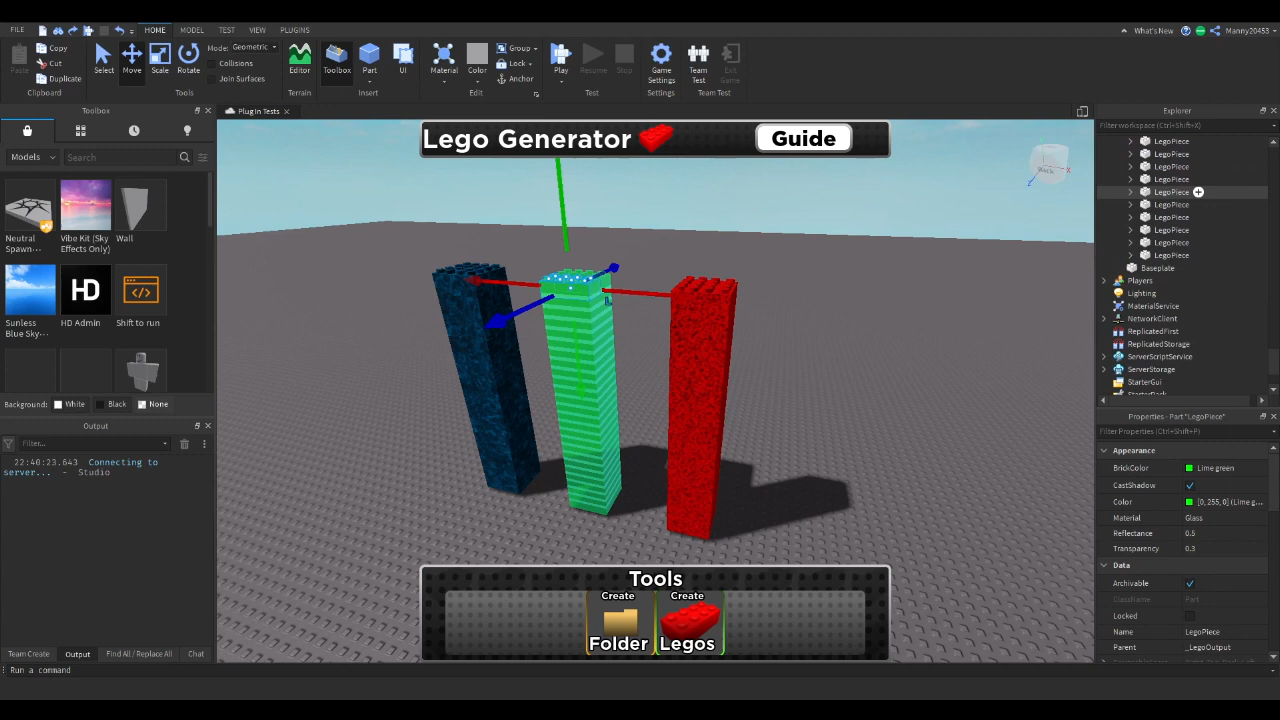 FILE HOME MODEL TEST VIEW PLUGINS What's New Manny20453
Paste Copy Cut Duplicate Clipboard
Select Move Scale Rotate Mode: Geometric Collisions Join Surfaces Tools
Editor Terrain
Toolbox Part UI Insert
Material Color Group Lock Anchor Edit
Play Resume Stop Test
Game Settings Settings
Team Test Exit Game Team Test
Toolbox
Models Search
Neutral Spawn···
Vibe Kit (Sky Effects Only)
Wall
Sunless Blue Sky···
HD
HD Admin
Shift to run
Background: White Black None
Output
Filter...
22:40:23.643 Connecting to
server... - Studio
Team Create Output Find All / Replace All Chat
Run a command
Plug In Tests
Lego Generator Guide
Back
X
Z
L
Tools
Create
Folder
Create
Legos
Explorer
Filter workspace (Ctrl+Shift+X)
LegoPiece
LegoPiece
LegoPiece
LegoPiece
LegoPiece
LegoPiece
LegoPiece
LegoPiece
LegoPiece
LegoPiece
Baseplate
Players
Lighting
MaterialService
NetworkClient
ReplicatedFirst
ReplicatedStorage
ServerScriptService
ServerStorage
StarterGui
StarterPack
Properties - Part "LegoPiece"
Filter Properties (Ctrl+Shift+P)
Appearance
BrickColor Lime green
CastShadow
Color [0, 255, 0] (Lime g...
Material Glass
Reflectance 0.5
Transparency 0.3
Data
Archivable
ClassName Part
Locked
Name LegoPiece
Parent _LegoOutput